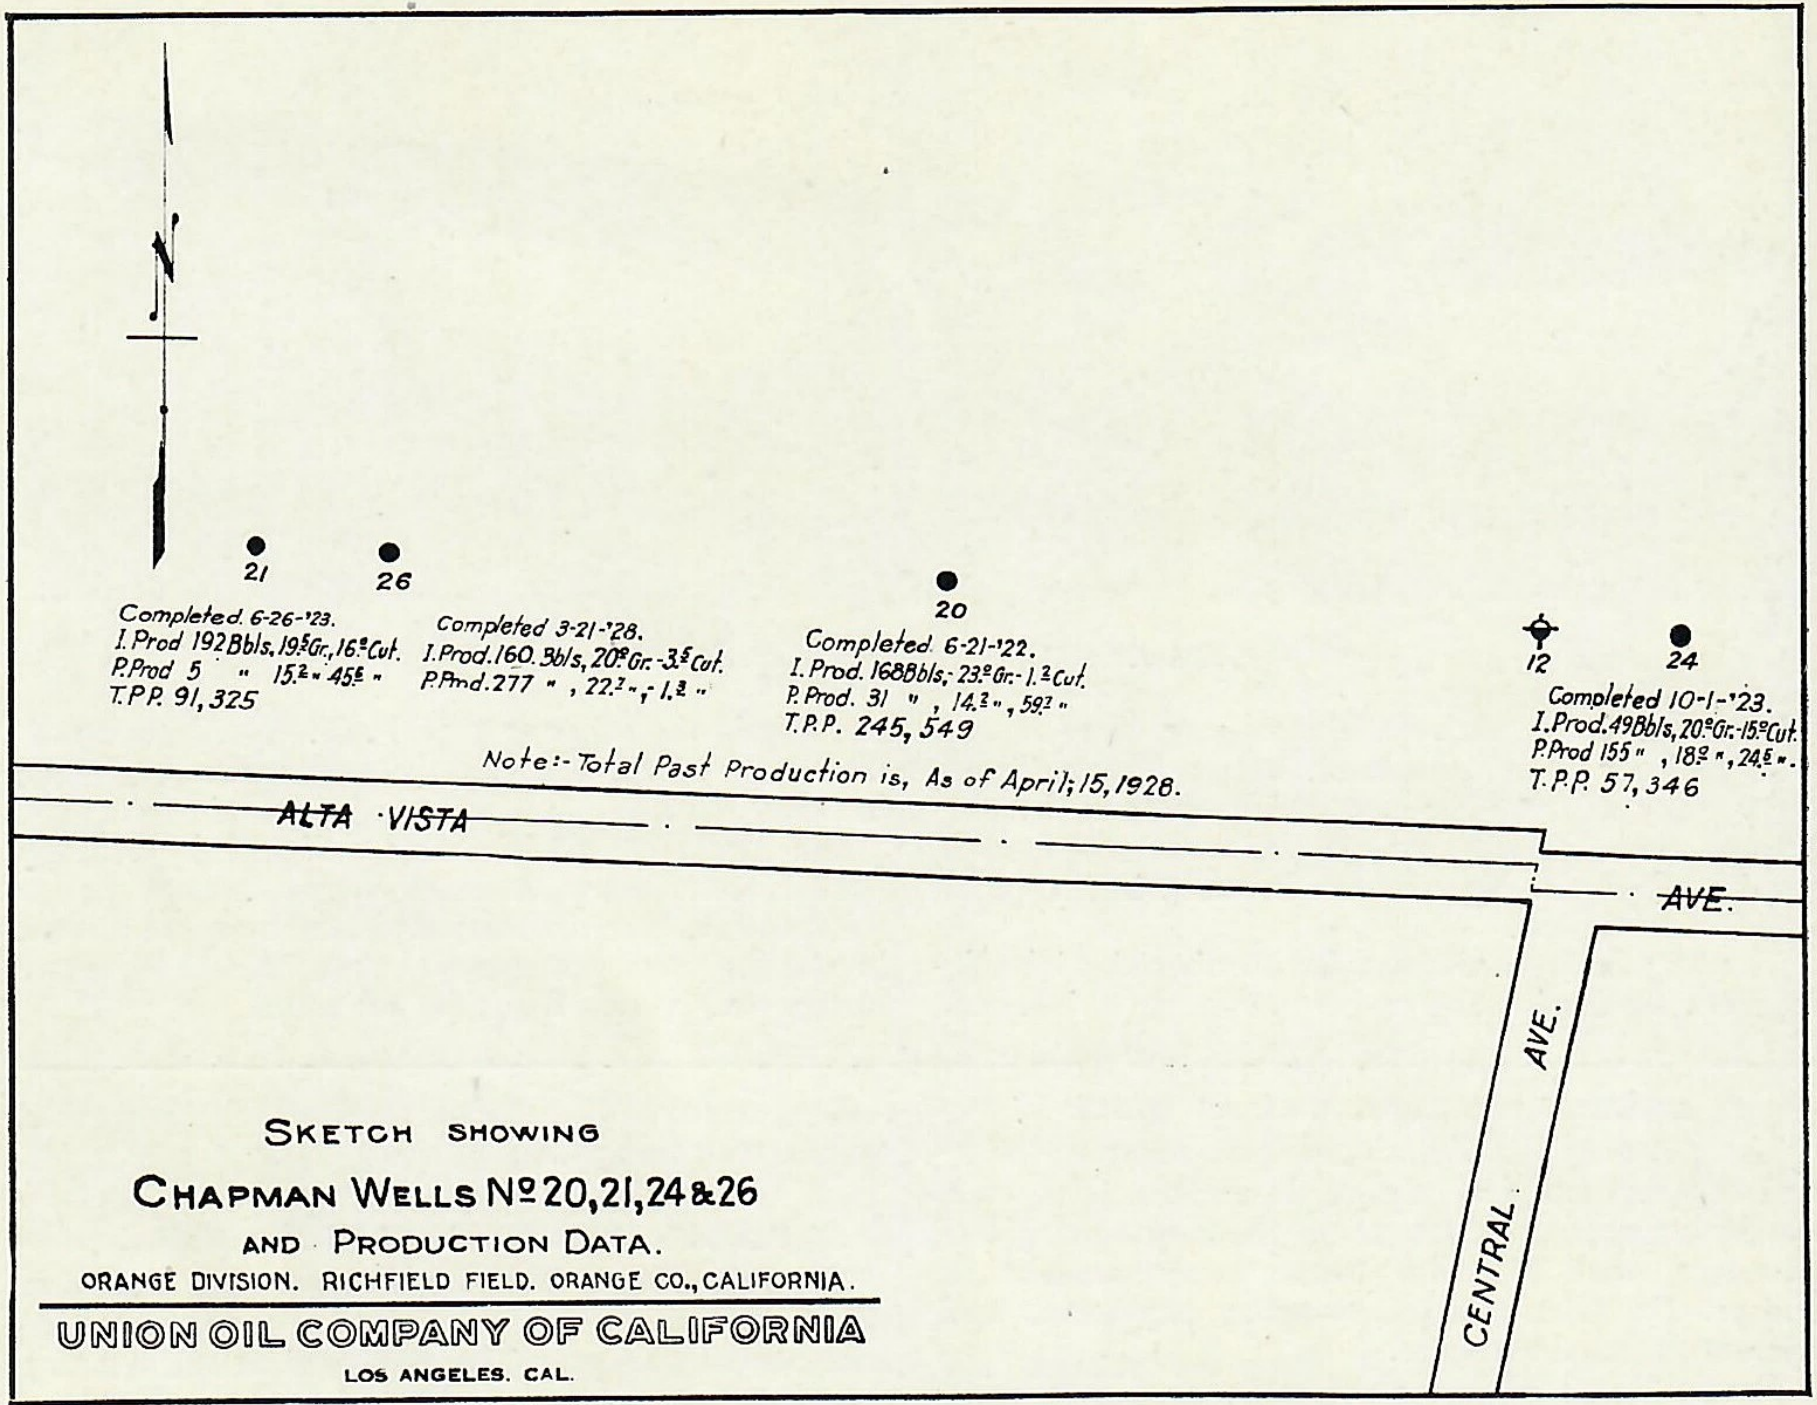 N
21
Completed. 6-26-'23.
I. Prod 192 Bbls, 19.5 Gr., 16.0 Cut.
P. Prod 5 " 15.2 " 45.6 "
T.P.P. 91,325
26
Completed 3-21-'28.
I. Prod. 160. Bbls, 20.0 Gr. - 3.5 Cut.
P. Prod. 277 " , 22.7 " , - 1.2 "
20
Completed. 6-21-'22.
I. Prod. 168 Bbls, - 23.0 Gr. - 1.2 Cut.
P. Prod. 31 " , 14.2 " , 59.7 "
T.P.P. 245,549
12
24
Completed 10-1-'23.
I. Prod. 49 Bbls, 20.0 Gr. - 15.0 Cut.
P. Prod 155 " , 18.0 " , 24.5 " .
T.P.P. 57,346
Note:- Total Past Production is, As of April; 15, 1928.
ALTA VISTA AVE.
CENTRAL AVE.
SKETCH SHOWING
CHAPMAN WELLS Nº 20, 21, 24 & 26
AND PRODUCTION DATA.
ORANGE DIVISION. RICHFIELD FIELD. ORANGE CO., CALIFORNIA.
UNION OIL COMPANY OF CALIFORNIA
LOS ANGELES. CAL.